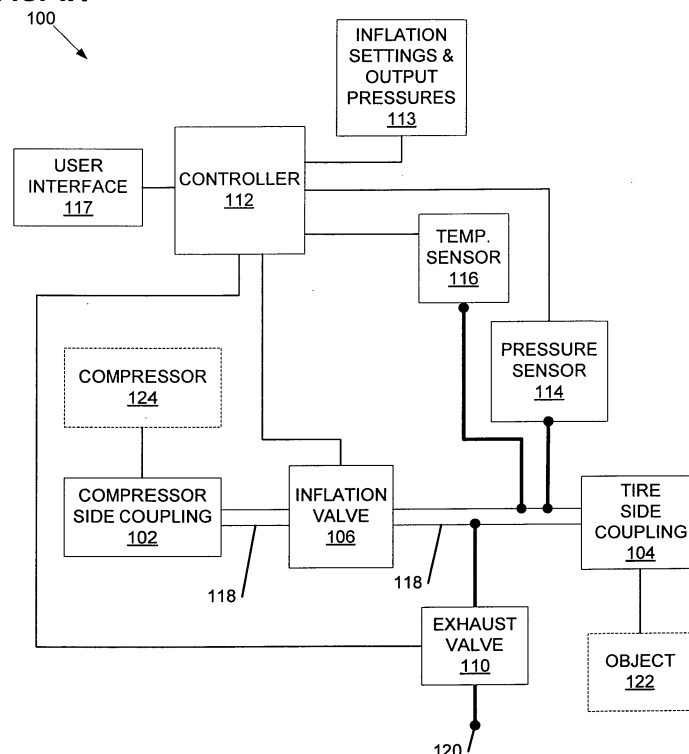 100
INFLATION
SETTINGS &
OUTPUT
PRESSURES
113
USER
INTERFACE
117
CONTROLLER
112
TEMP.
SENSOR
116
PRESSURE
SENSOR
114
COMPRESSOR
124
COMPRESSOR
SIDE COUPLING
102
INFLATION
VALVE
106
TIRE
SIDE
COUPLING
104
118
118
EXHAUST
VALVE
110
OBJECT
122
120